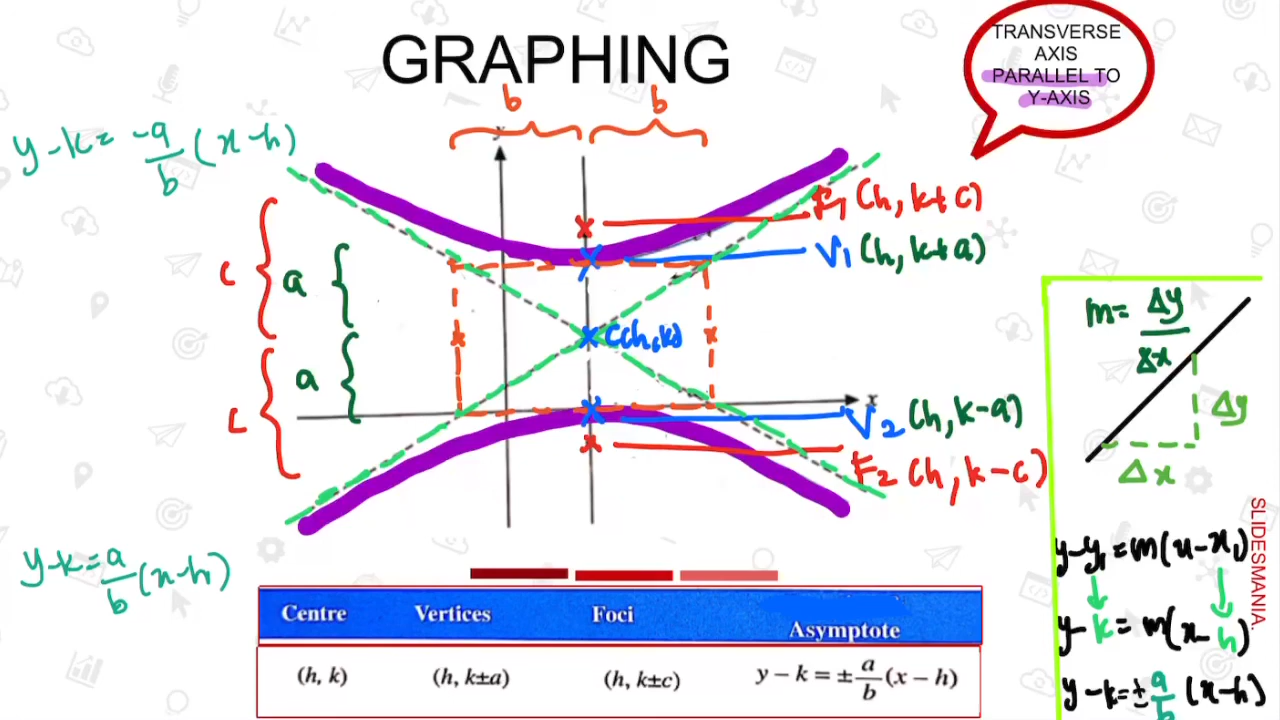 GRAPHING
TRANSVERSE
AXIS
PARALLEL TO
Y-AXIS
b
b
y
y-k = -a/b (x-h)
F₁ (h, k+c)
V₁ (h, k+a)
c
a
C(h,k)
a
c
x
V₂ (h, k-a)
F₂ (h, k-c)
y-k = a/b (x-h)
m = Δy/Δx
Δy
Δx
y-y₁ = m(x-x₁)
y-k = m(x-h)
y-k = ± a/b (x-h)
SLIDESMANIA.
Centre Vertices Foci Asymptote
(h, k) (h, k±a) (h, k±c) y − k = ± a/b (x − h)